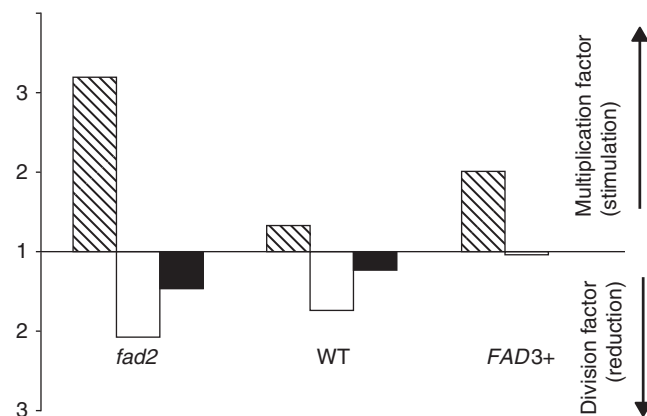 3
2
1
2
3
fad2
WT
FAD3+
Multiplication factor
(stimulation)
Division factor
(reduction)